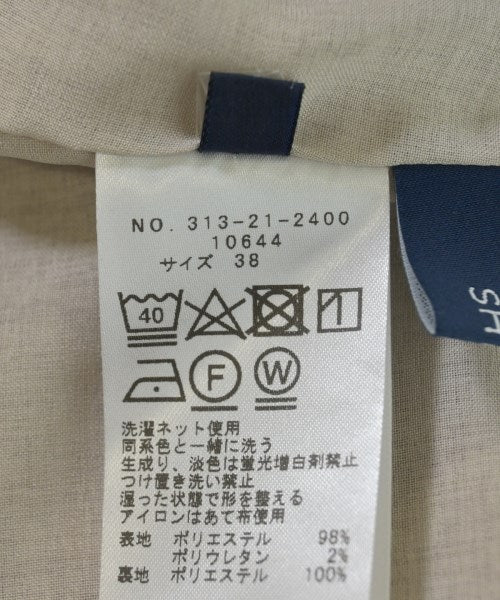 NO. 313-21-2400
10644
サイズ 38
40
F W
洗濯ネット使用
同系色と一緒に洗う
生成り、淡色は蛍光増白剤禁止
つけ置き洗い禁止
湿った状態で形を整える
アイロンはあて布使用
表地 ポリエステル 98%
ポリウレタン 2%
裏地 ポリエステル 100%
SH